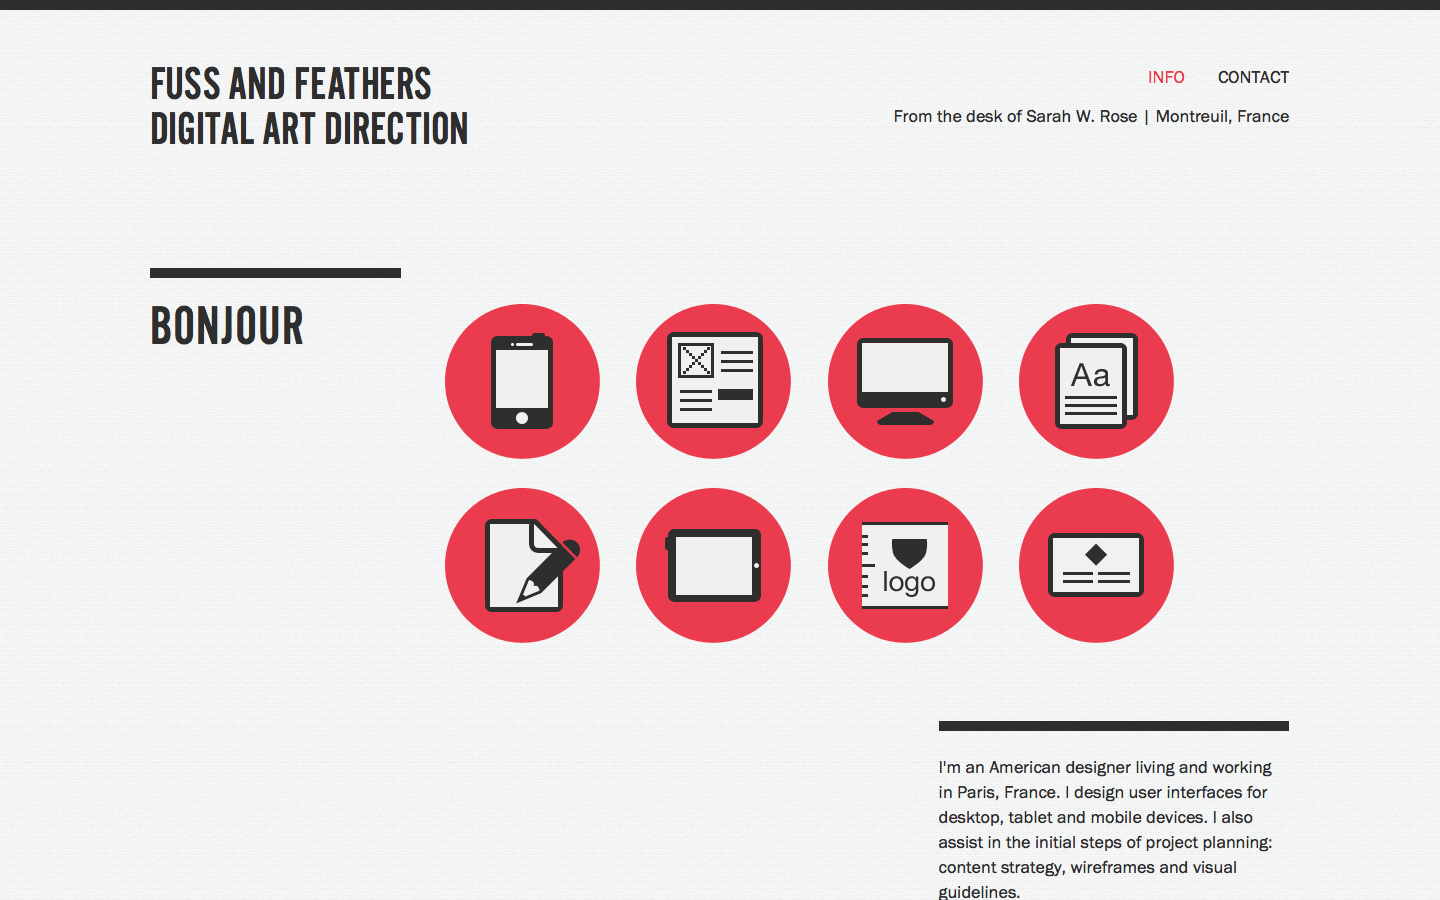 FUSS AND FEATHERS
DIGITAL ART DIRECTION
INFO CONTACT
From the desk of Sarah W. Rose | Montreuil, France
BONJOUR
Aa
logo
I'm an American designer living and working
in Paris, France. I design user interfaces for
desktop, tablet and mobile devices. I also
assist in the initial steps of project planning:
content strategy, wireframes and visual
guidelines.